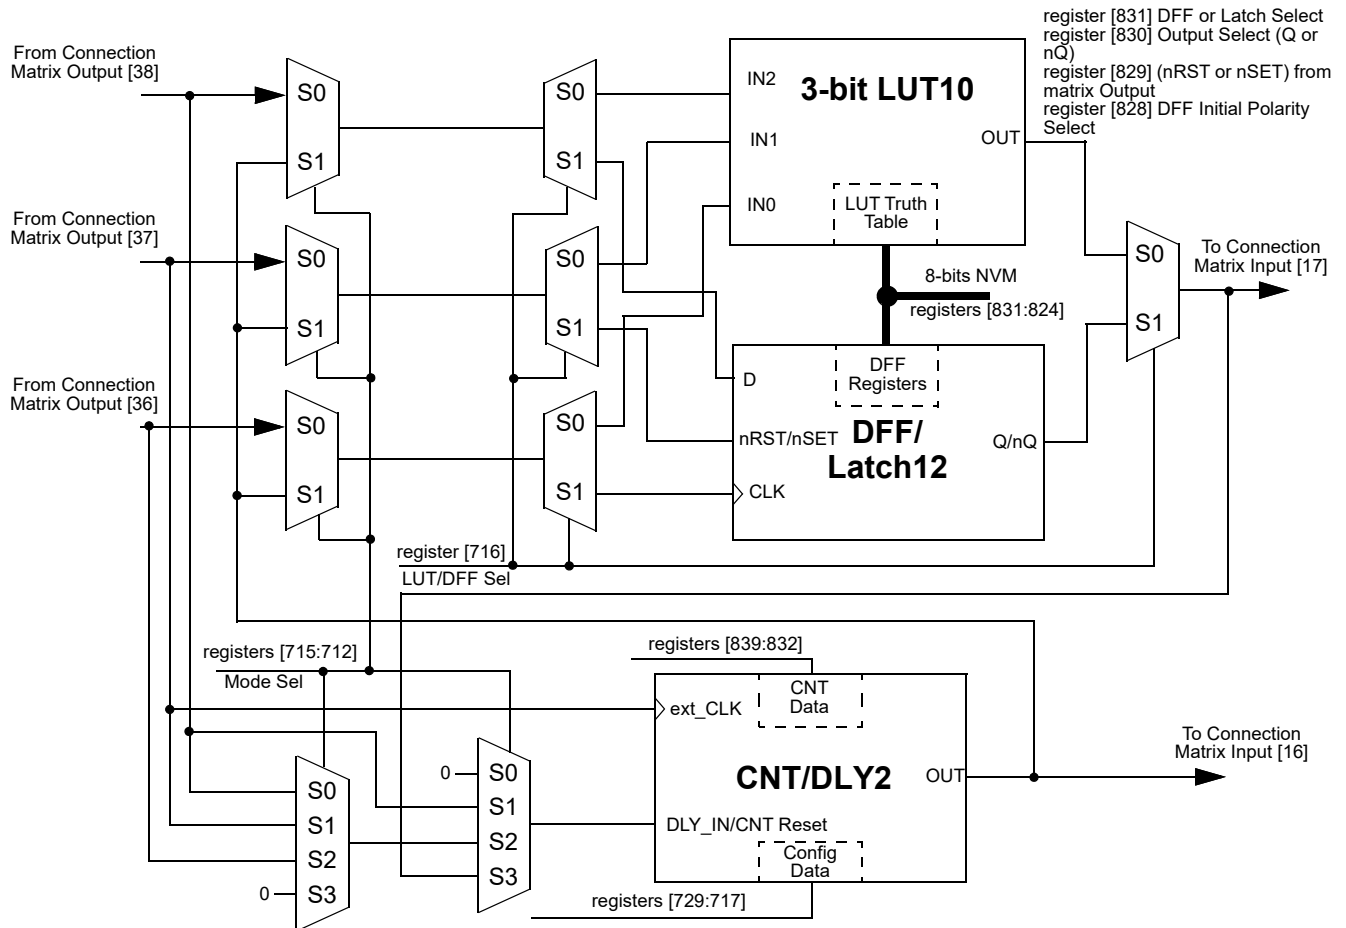 register [831] DFF or Latch Select
register [830] Output Select (Q or
nQ)
register [829] (nRST or nSET) from
matrix Output
register [828] DFF Initial Polarity
Select
From Connection
Matrix Output [38]
S0
S1
S0
S1
IN2
IN1
IN0
3-bit LUT10
OUT
LUT Truth
Table
From Connection
Matrix Output [37]
S0
S1
S0
S1
8-bits NVM
registers [831:824]
S0
S1
To Connection
Matrix Input [17]
From Connection
Matrix Output [36]
S0
S1
S0
S1
D
nRST/nSET
CLK
DFF
Registers
DFF/
Latch12
Q/nQ
register [716]
LUT/DFF Sel
registers [715:712]
Mode Sel
registers [839:832]
CNT
Data
ext_CLK
CNT/DLY2
OUT
To Connection
Matrix Input [16]
DLY_IN/CNT Reset
Config
Data
registers [729:717]
S0
S1
S2
0
S3
0
S0
S1
S2
S3